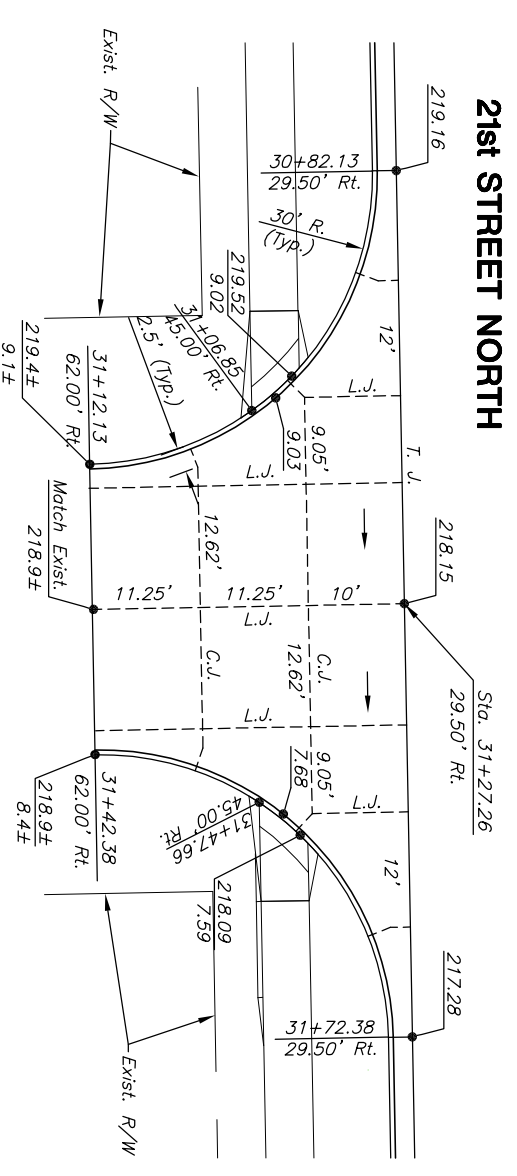 21st STREET NORTH
219.16
30+82.13
29.50' Rt.
30' R.
(Typ.)
Exist. R/W
219.52
9.02
31+06.85
45.00' Rt.
2.5' (Typ.)
31+12.13
62.00' Rt.
219.4±
9.1±
12'
L.J.
9.05'
9.03
T. J.
L.J.
12.62'
Match Exist.
218.9±
11.25'
11.25'
10'
L.J.
218.15
Sta. 31+27.26
29.50' Rt.
C.J.
C.J.
12.62'
L.J.
9.05'
7.68
L.J.
31+47.66
45.00' Rt.
31+42.38
62.00' Rt.
218.9±
8.4±
218.09
7.59
12'
217.28
31+72.38
29.50' Rt.
Exist. R/W